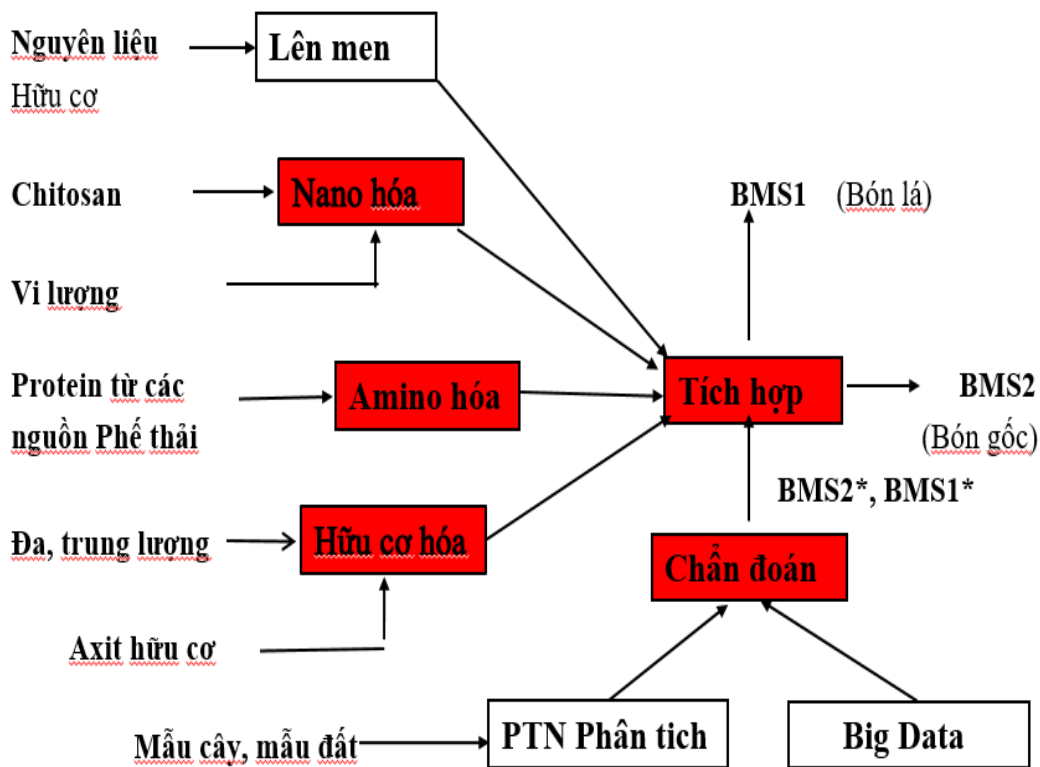 Nguyên liệu
Hữu cơ
Lên men
Chitosan
Nano hóa
BMS1 (Bón lá)
Vi lượng
Protein từ các
nguồn Phế thải
Amino hóa
Tích hợp
BMS2
(Bón gốc)
BMS2*, BMS1*
Đa, trung lượng
Hữu cơ hóa
Chẩn đoán
Axit hữu cơ
Mẫu cây, mẫu đất
PTN Phân tich
Big Data